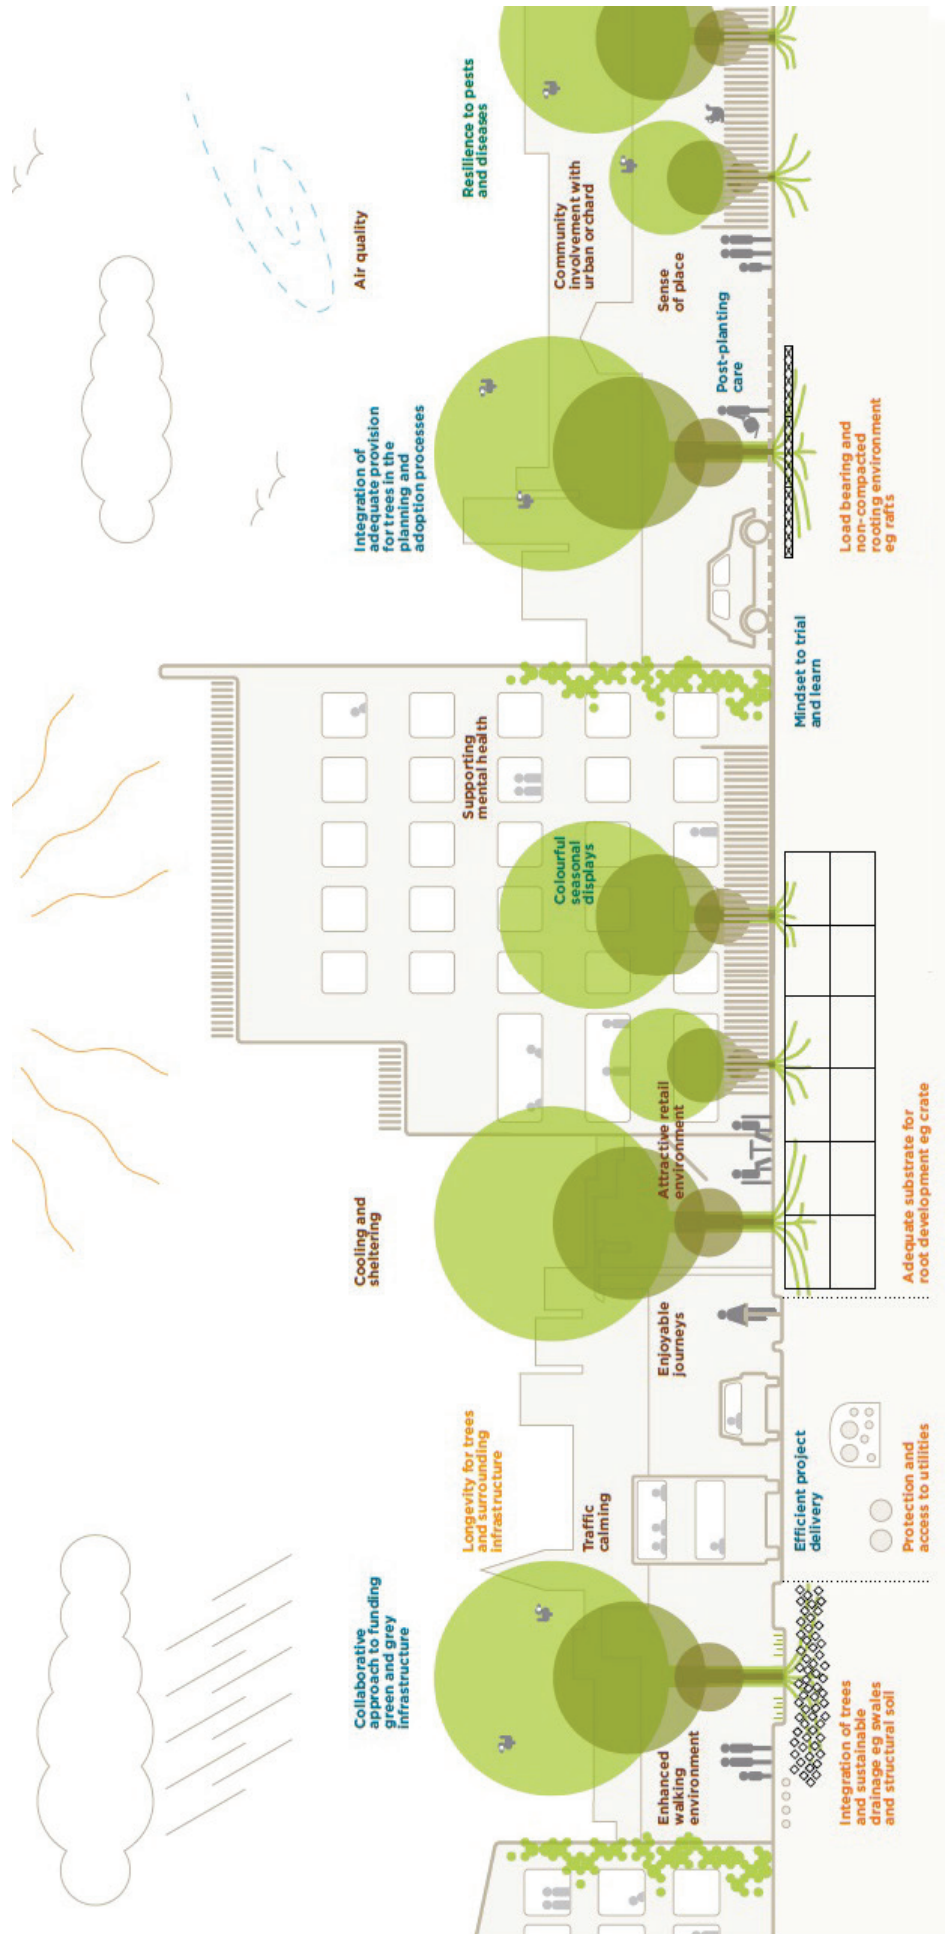 Collaborative
approach to funding
green and grey
infrastructure
Cooling and
sheltering
Integration of
adequate provision
for trees in the
planning and
adoption processes
Air quality
Longevity for trees
and surrounding
infrastructure
Supporting
mental health
Resilience to pests
and diseases
Traffic
calming
Colourful
seasonal
displays
Community
involvement with
urban orchard
Enhanced
walking
environment
Enjoyable
journeys
Attractive retail
environment
Sense
of place
Post-planting
care
Efficient project
delivery
Mindset to trial
and learn
Integration of trees
and sustainable
drainage eg swales
and structural soil
Protection and
access to utilities
Adequate substrate for
root development eg crate
Load bearing and
non-compacted
rooting environment
eg rafts